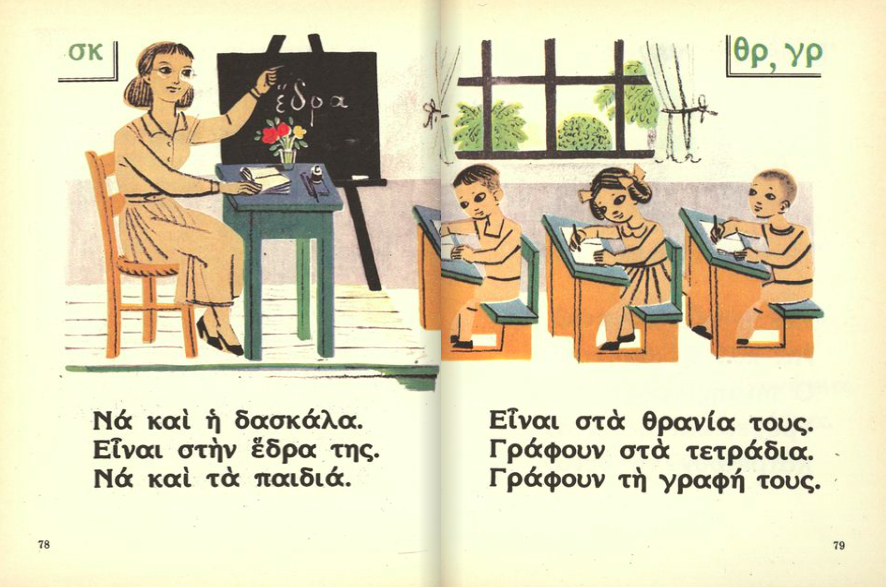 σκ
ἕδρα
Νά καὶ ἡ δασκάλα.
Εἶναι στὴν ἕδρα της.
Νά καὶ τὰ παιδιά.
78
θρ, γρ
Εἶναι στὰ θρανία τους.
Γράφουν στὰ τετράδια.
Γράφουν τὴ γραφή τους.
79